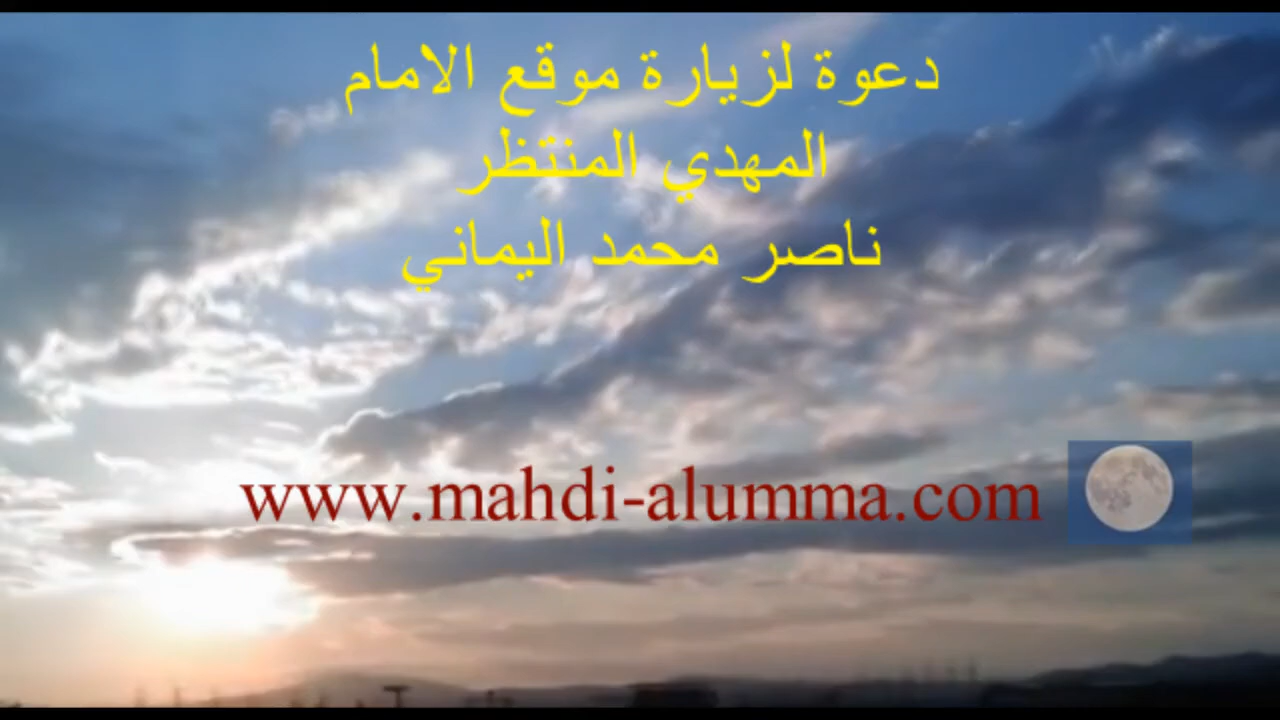 دعوة لزيارة موقع الامام
المهدي المنتظر
ناصر محمد اليماني
www.mahdi-alumma.com